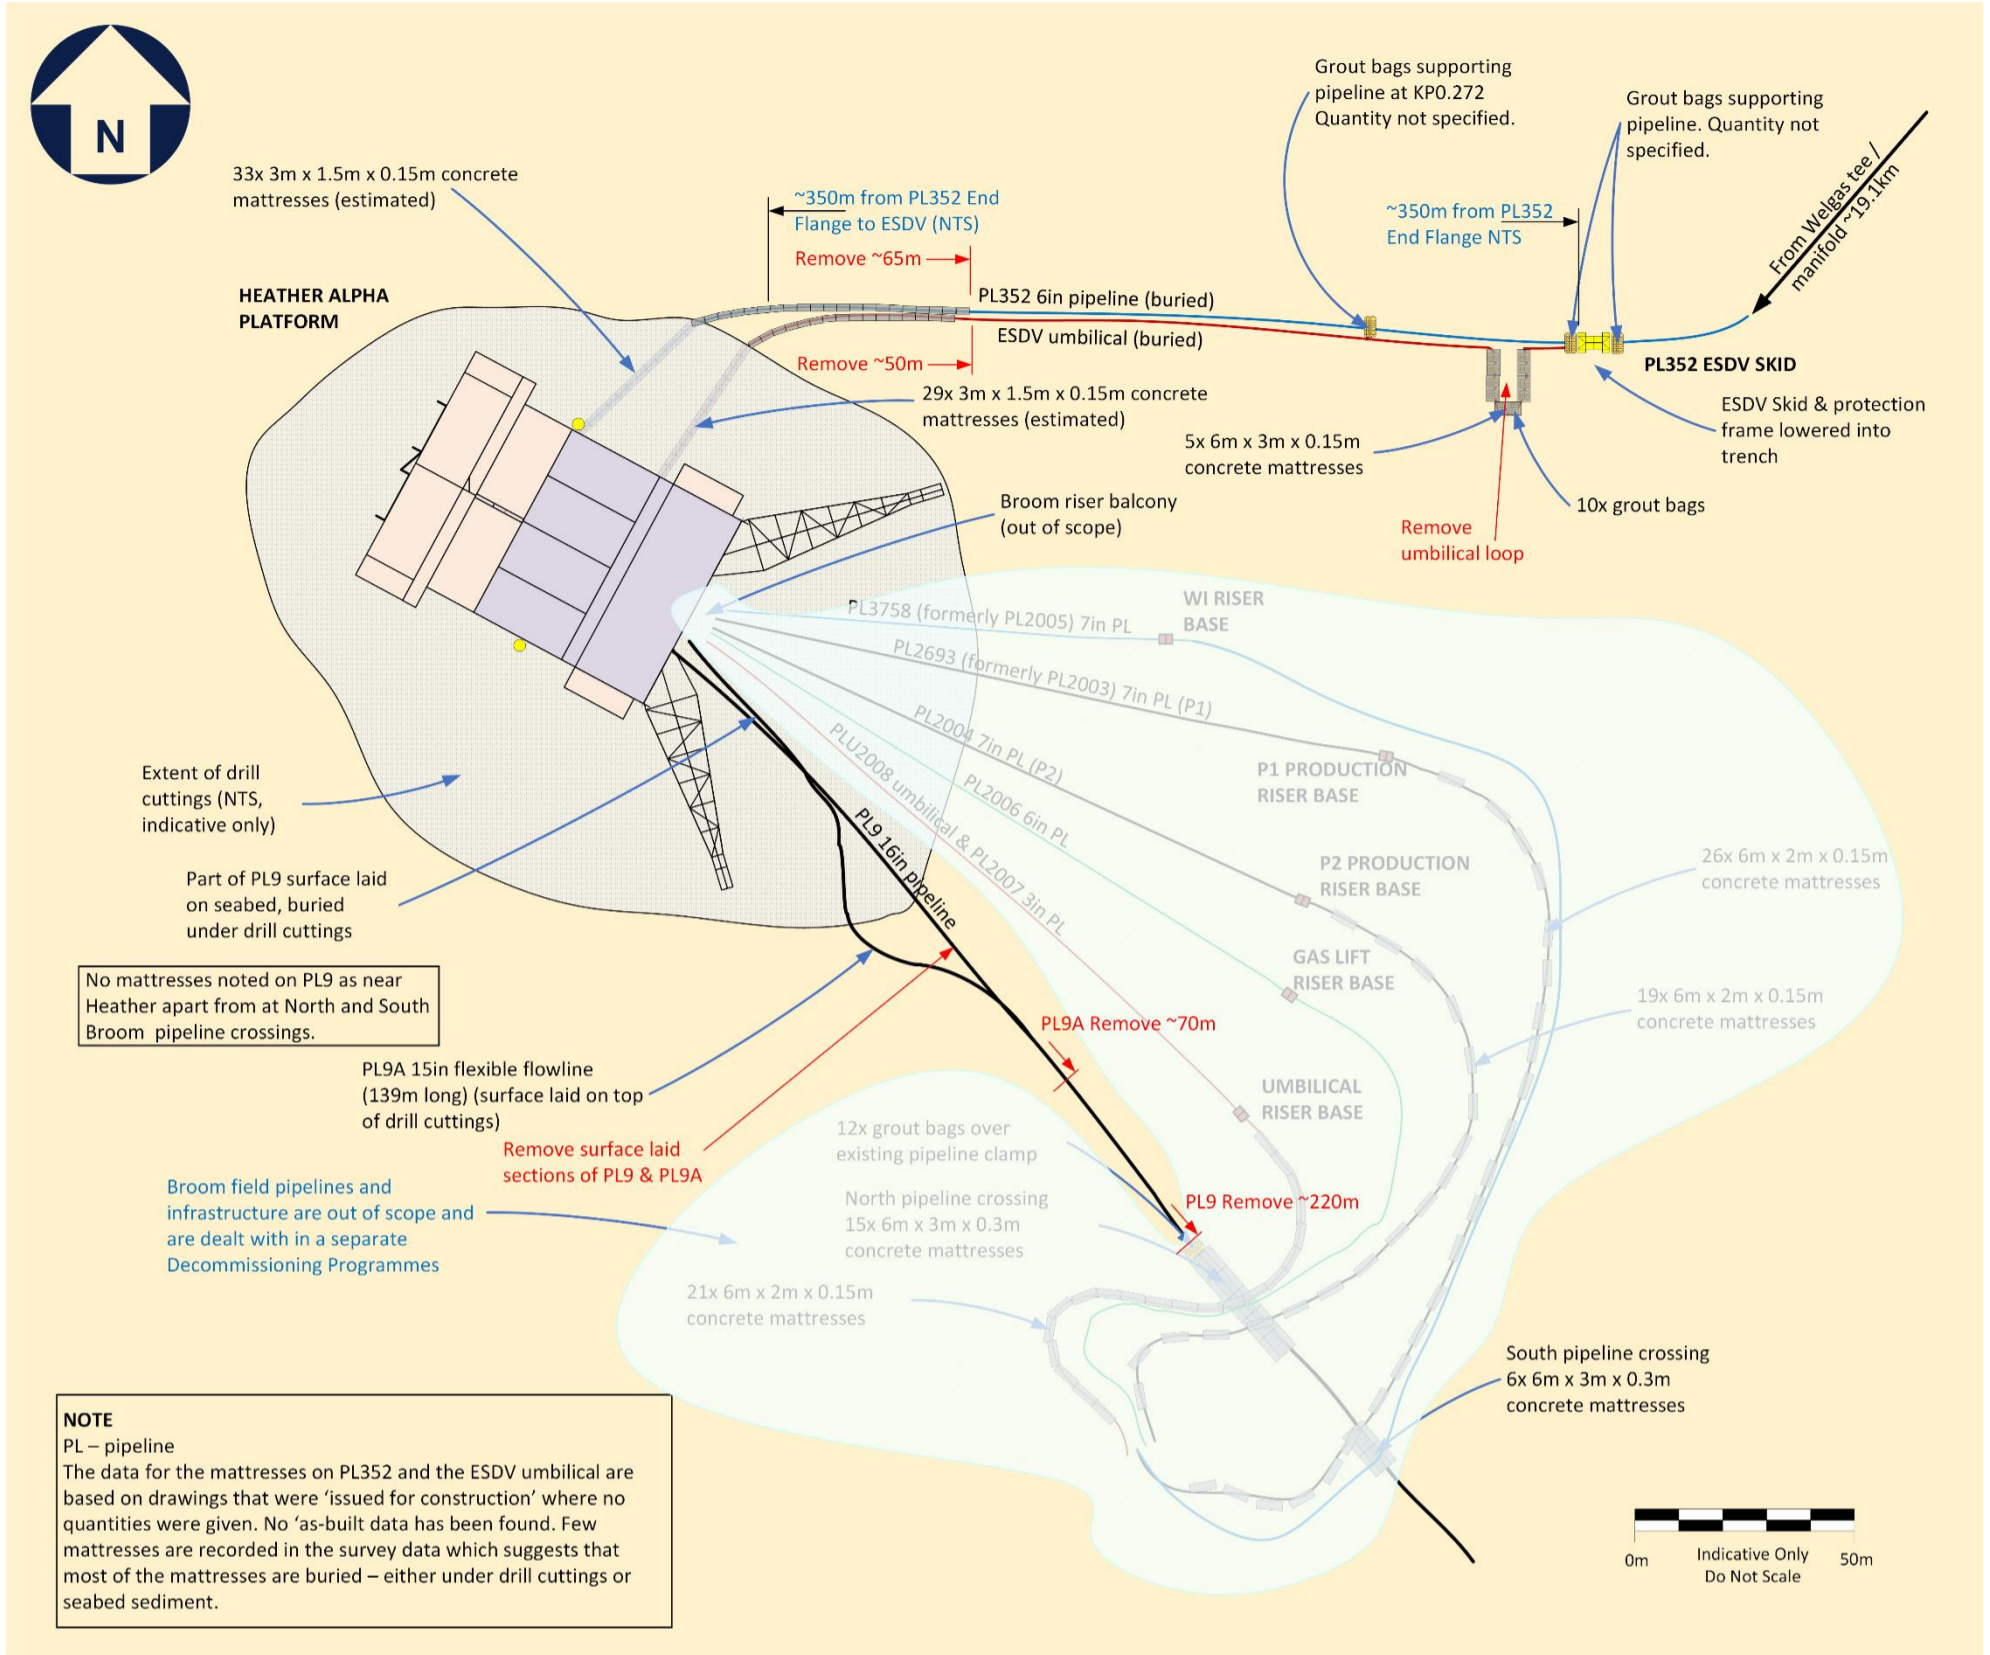 N
Grout bags supporting
pipeline at KP0.272
Quantity not specified.
Grout bags supporting
pipeline. Quantity not
specified.
From Welgas tee /
manifold ~19.1km
33x 3m x 1.5m x 0.15m concrete
mattresses (estimated)
~350m from PL352 End
Flange to ESDV (NTS)
~350m from PL352
End Flange NTS
Remove ~65m
HEATHER ALPHA
PLATFORM
PL352 6in pipeline (buried)
ESDV umbilical (buried)
Remove ~50m
PL352 ESDV SKID
29x 3m x 1.5m x 0.15m concrete
mattresses (estimated)
ESDV Skid & protection
frame lowered into
trench
5x 6m x 3m x 0.15m
concrete mattresses
10x grout bags
Remove
umbilical loop
Broom riser balcony
(out of scope)
PL3758 (formerly PL2005) 7in PL
WI RISER
BASE
PL2693 (formerly PL2003) 7in PL (P1)
PL2004 7in PL (P2)
PLU2008 umbilical & PL2007 3in PL
PL2006 6in PL
P1 PRODUCTION
RISER BASE
Extent of drill
cuttings (NTS,
indicative only)
PL9 16in pipeline
P2 PRODUCTION
RISER BASE
26x 6m x 2m x 0.15m
concrete mattresses
Part of PL9 surface laid
on seabed, buried
under drill cuttings
GAS LIFT
RISER BASE
No mattresses noted on PL9 as near
Heather apart from at North and South
Broom  pipeline crossings.
19x 6m x 2m x 0.15m
concrete mattresses
PL9A Remove ~70m
PL9A 15in flexible flowline
(139m long) (surface laid on top
of drill cuttings)
UMBILICAL
RISER BASE
12x grout bags over
existing pipeline clamp
Remove surface laid
sections of PL9 & PL9A
Broom field pipelines and
infrastructure are out of scope and
are dealt with in a separate
Decommissioning Programmes
North pipeline crossing
15x 6m x 3m x 0.3m
concrete mattresses
PL9 Remove ~220m
21x 6m x 2m x 0.15m
concrete mattresses
South pipeline crossing
6x 6m x 3m x 0.3m
concrete mattresses
NOTE
PL – pipeline
The data for the mattresses on PL352 and the ESDV umbilical are
based on drawings that were ‘issued for construction’ where no
quantities were given. No ‘as-built data has been found. Few
mattresses are recorded in the survey data which suggests that
most of the mattresses are buried – either under drill cuttings or
seabed sediment.
0m
Indicative Only
Do Not Scale
50m